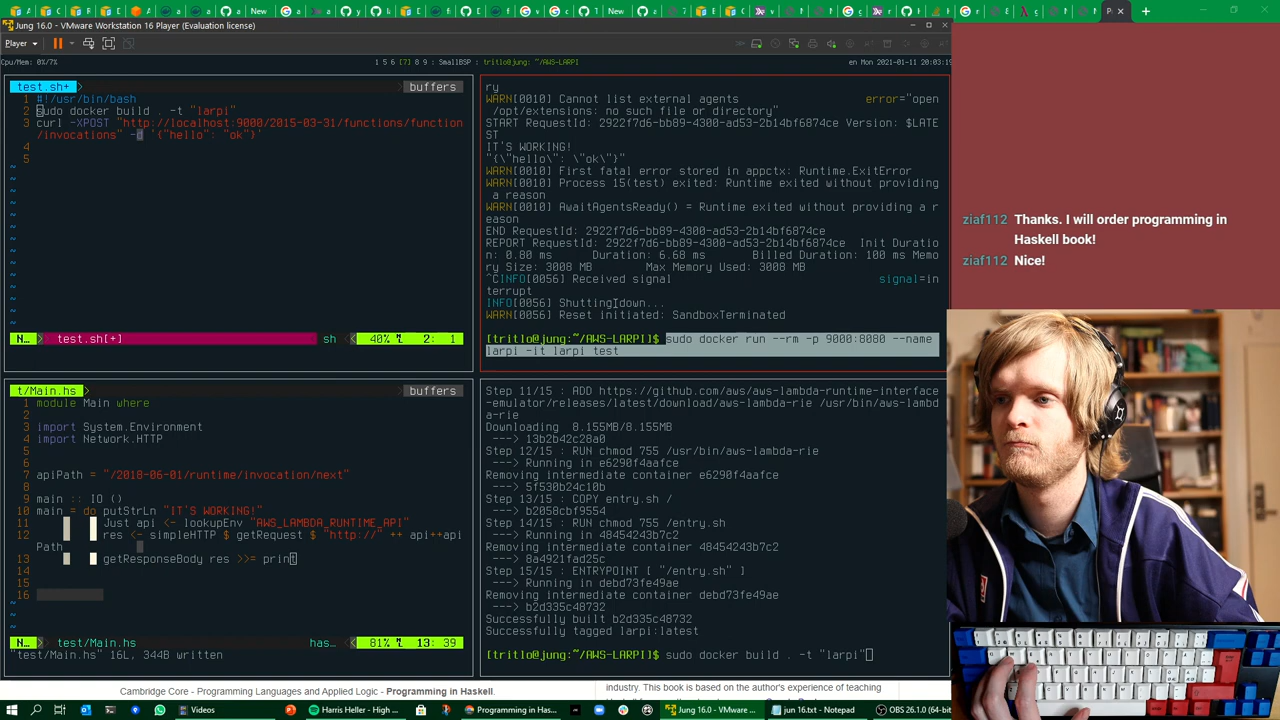 Jung 16.0 - VMware Workstation 16 Player (Evaluation license)
Player
Cpu/Mem: 0%/7%
1 5 6 [7] 8 9 : SmallBSP : tritlo@jung: ~/AWS-LARPI
en Mon 2021-01-11 20:03:19
test.sh+
buffers
1 #!/usr/bin/bash
2 sudo docker build . -t "larpi"
3 curl -XPOST "http://localhost:9000/2015-03-31/functions/function
/invocations" -d '{"hello": "ok"}'
4
5
~
~
~
~
~
~
~
~
~
~
~
~
~
~
N...
test.sh[+]
sh
40%
2: 1
ry
WARN[0010] Cannot list external agents error="open
/opt/extensions: no such file or directory"
START RequestId: 2922f7d6-bb89-4300-ad53-2b14bf6874ce Version: $LATE
ST
IT'S WORKING!
"{\"hello\": \"ok\"}"
WARN[0010] First fatal error stored in appctx: Runtime.ExitError
WARN[0010] Process 15(test) exited: Runtime exited without providing
a reason
WARN[0010] AwaitAgentsReady() = Runtime exited without providing a r
eason
END RequestId: 2922f7d6-bb89-4300-ad53-2b14bf6874ce
REPORT RequestId: 2922f7d6-bb89-4300-ad53-2b14bf6874ce Init Duratio
n: 0.80 ms Duration: 6.68 ms Billed Duration: 100 ms Memo
ry Size: 3008 MB Max Memory Used: 3008 MB
^CINFO[0056] Received signal signal=in
terrupt
INFO[0056] Shutting down...
WARN[0056] Reset initiated: SandboxTerminated
[tritlo@jung:~/AWS-LARPI]$ sudo docker run --rm -p 9000:8080 --name
larpi -it larpi test
t/Main.hs
buffers
1 module Main where
2
3 import System.Environment
4 import Network.HTTP
5
6
7 apiPath = "/2018-06-01/runtime/invocation/next"
8
9 main :: IO ()
10 main = do putStrLn "IT'S WORKING!"
11 Just api <- lookupEnv "AWS_LAMBDA_RUNTIME_API"
12 res <- simpleHTTP $ getRequest $ "http://" ++ api++api
Path
13 getResponseBody res >>= print
14
15
16
~
~
~
N...
test/Main.hs
has...
81%
13: 39
"test/Main.hs" 16L, 344B written
Step 11/15 : ADD https://github.com/aws/aws-lambda-runtime-interface
-emulator/releases/latest/download/aws-lambda-rie /usr/bin/aws-lambd
a-rie
Downloading 8.155MB/8.155MB
---> 13b2b42c28a0
Step 12/15 : RUN chmod 755 /usr/bin/aws-lambda-rie
---> Running in e6290f4aafce
Removing intermediate container e6290f4aafce
---> 5f530b24c10b
Step 13/15 : COPY entry.sh /
---> b2058cbf9554
Step 14/15 : RUN chmod 755 /entry.sh
---> Running in 48454243b7c2
Removing intermediate container 48454243b7c2
---> 8a4921fad25c
Step 15/15 : ENTRYPOINT [ "/entry.sh" ]
---> Running in debd73fe49ae
Removing intermediate container debd73fe49ae
---> b2d335c48732
Successfully built b2d335c48732
Successfully tagged larpi:latest
[tritlo@jung:~/AWS-LARPI]$ sudo docker build . -t "larpi"
ziaf112 Thanks. I will order programming in
Haskell book!
ziaf112 Nice!
Cambridge Core - Programming Languages and Applied Logic - Programming in Haskell.
industry. This book is based on the author's experience of teaching
Videos
Harris Heller - High ...
Programming in Has...
Jung 16.0 - VMware ...
jun 16.txt - Notepad
OBS 26.1.0 (64-bit